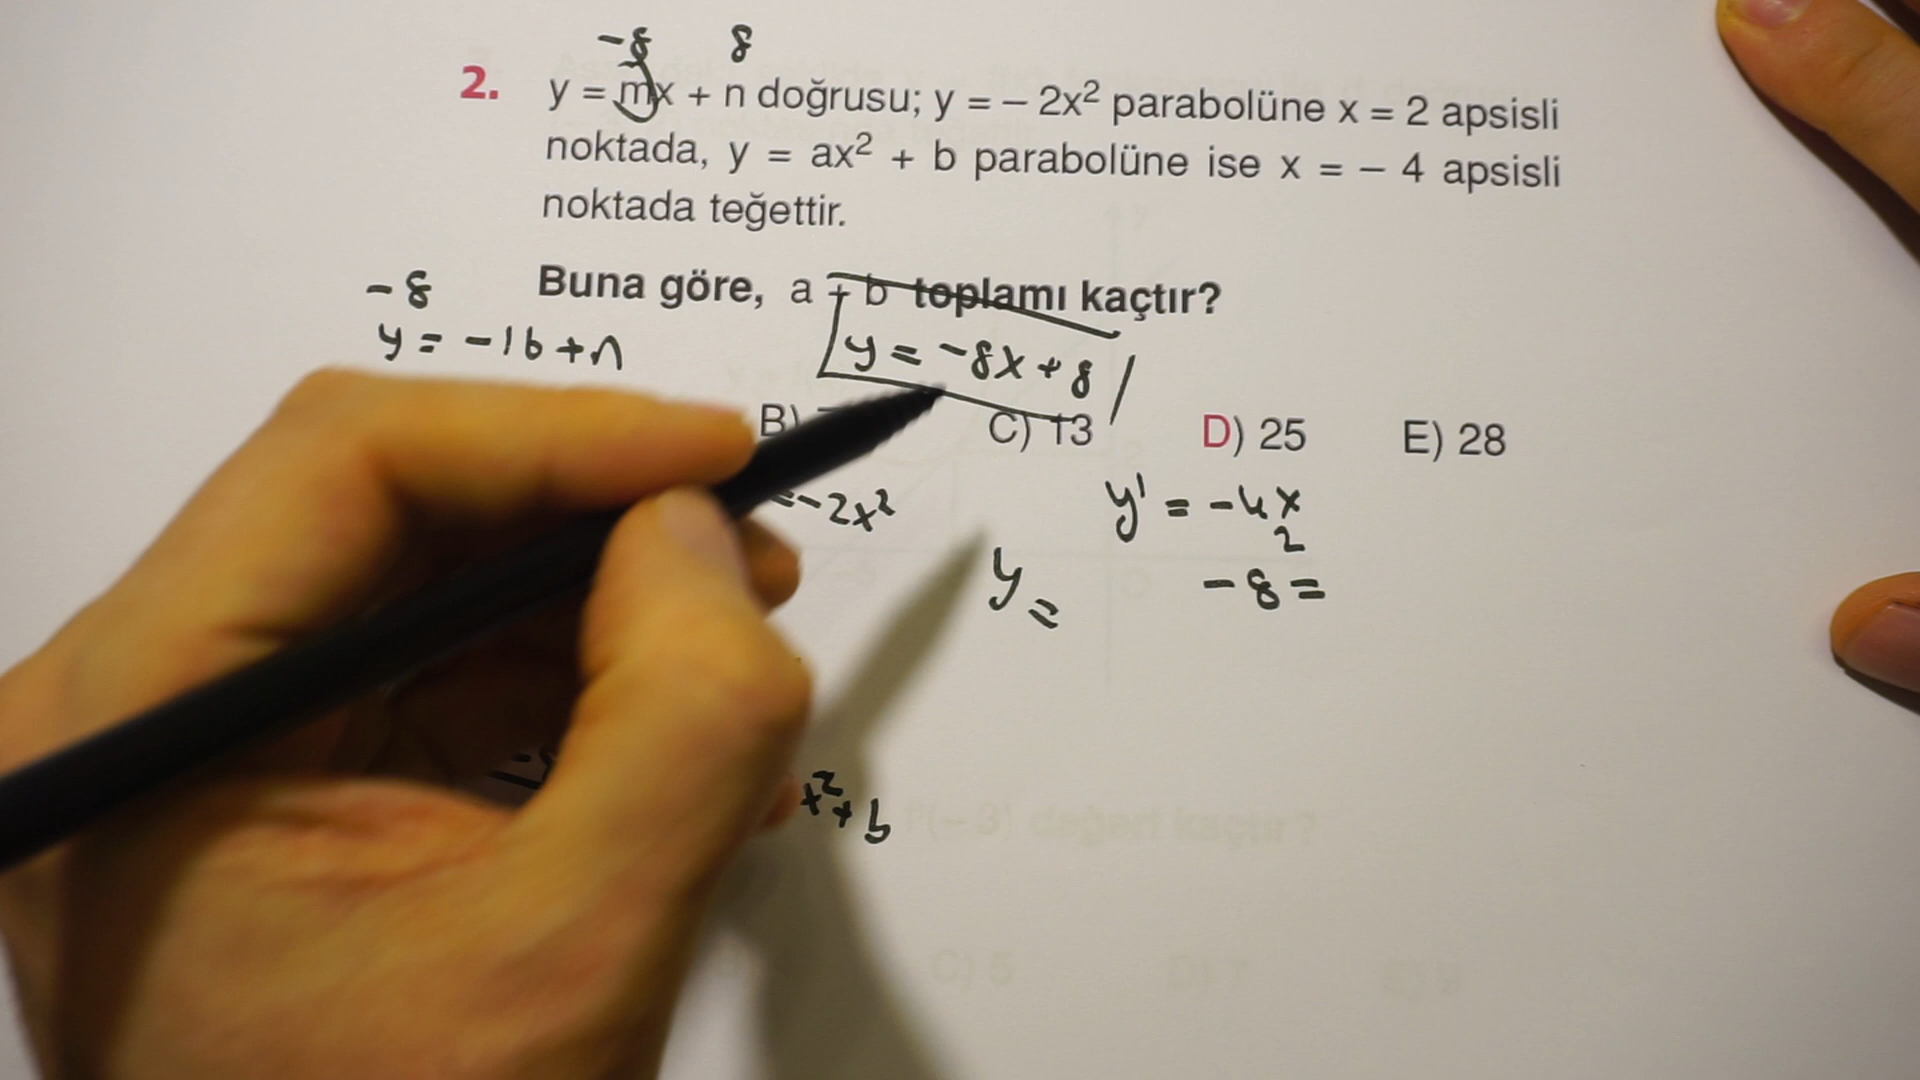 -8 8
2. y = mx + n doğrusu; y = – 2x² parabolüne x = 2 apsisli
noktada, y = ax² + b parabolüne ise x = – 4 apsisli
noktada teğettir.
Buna göre, a + b toplamı kaçtır?
-8
y = -16+n
y = -8x+8
B) C) 13 D) 25 E) 28
=-2x²
y' = -4x
2
y =
-8 =
x²+b